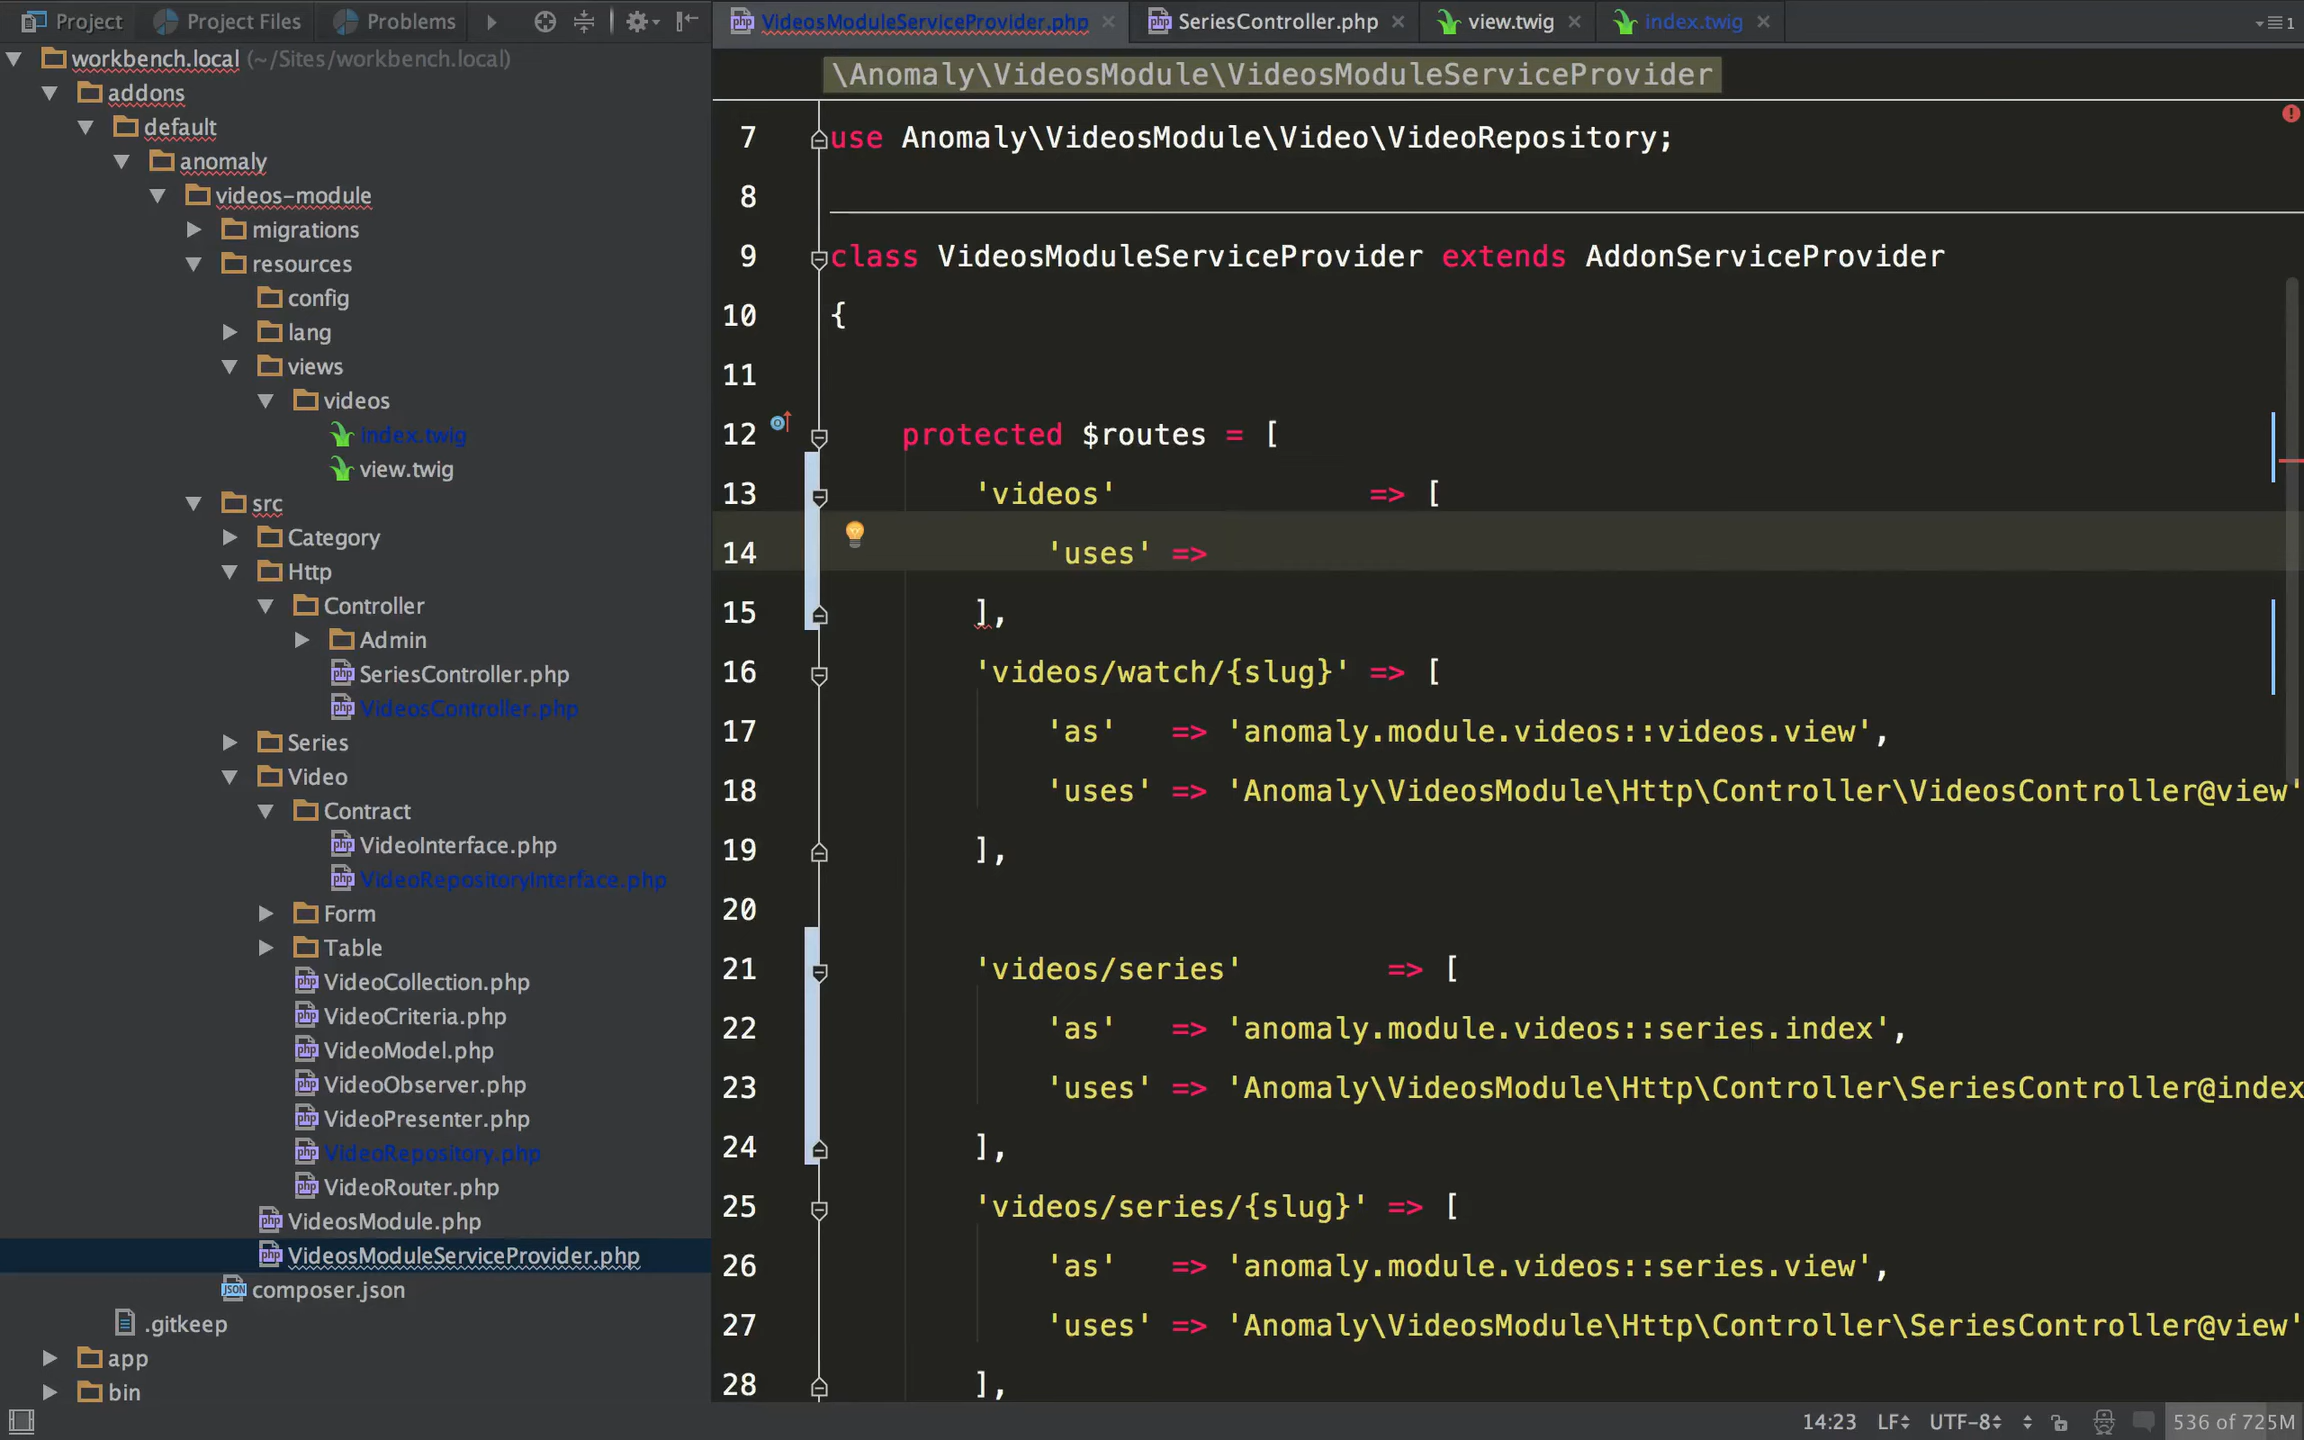 Project
Project Files
Problems
VideosModuleServiceProvider.php
SeriesController.php
view.twig
index.twig
1
workbench.local (~/Sites/workbench.local)
addons
default
anomaly
videos-module
migrations
resources
config
lang
views
videos
index.twig
view.twig
src
Category
Http
Controller
Admin
SeriesController.php
VideosController.php
Series
Video
Contract
VideoInterface.php
VideoRepositoryInterface.php
Form
Table
VideoCollection.php
VideoCriteria.php
VideoModel.php
VideoObserver.php
VideoPresenter.php
VideoRepository.php
VideoRouter.php
VideosModule.php
VideosModuleServiceProvider.php
composer.json
.gitkeep
app
bin
\Anomaly\VideosModule\VideosModuleServiceProvider
7 use Anomaly\VideosModule\Video\VideoRepository;
8
9 class VideosModuleServiceProvider extends AddonServiceProvider
10 {
11
12 protected $routes = [
13 'videos' => [
14 'uses' =>
15 ],
16 'videos/watch/{slug}' => [
17 'as' => 'anomaly.module.videos::videos.view',
18 'uses' => 'Anomaly\VideosModule\Http\Controller\VideosController@view'
19 ],
20
21 'videos/series' => [
22 'as' => 'anomaly.module.videos::series.index',
23 'uses' => 'Anomaly\VideosModule\Http\Controller\SeriesController@index
24 ],
25 'videos/series/{slug}' => [
26 'as' => 'anomaly.module.videos::series.view',
27 'uses' => 'Anomaly\VideosModule\Http\Controller\SeriesController@view'
28 ],
14:23 LF UTF-8 536 of 725M